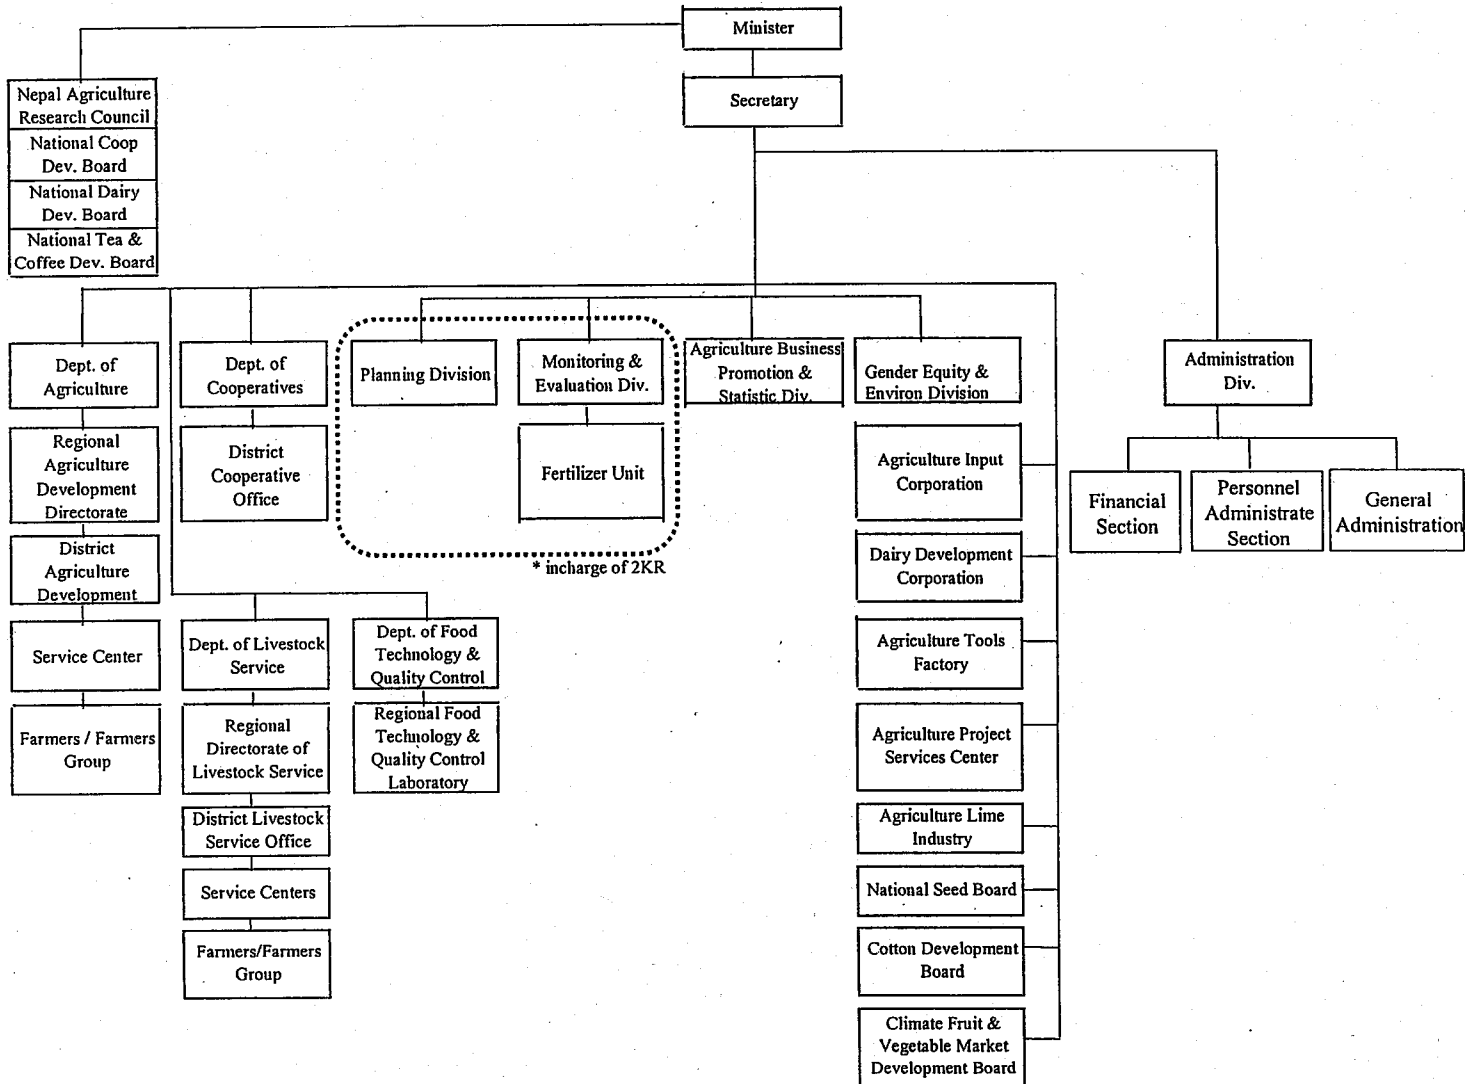 Minister
Secretary
Nepal Agriculture
Research Council
National Coop
Dev. Board
National Dairy
Dev. Board
National Tea &
Coffee Dev. Board
Dept. of
Agriculture
Dept. of
Cooperatives
Planning Division
Monitoring &
Evaluation Div.
Agriculture Business
Promotion &
Statistic Div.
Gender Equity &
Environ Division
Administration
Div.
Regional
Agriculture
Development
Directorate
District
Cooperative
Office
Fertilizer Unit
Agriculture Input
Corporation
Financial
Section
Personnel
Administrate
Section
General
Administration
District
Agriculture
Development
* incharge of 2KR
Dairy Development
Corporation
Service Center
Dept. of Livestock
Service
Dept. of Food
Technology &
Quality Control
Agriculture Tools
Factory
Farmers / Farmers
Group
Regional
Directorate of
Livestock Service
Regional Food
Technology &
Quality Control
Laboratory
Agriculture Project
Services Center
District Livestock
Service Office
Agriculture Lime
Industry
Service Centers
National Seed Board
Farmers/Farmers
Group
Cotton Development
Board
Climate Fruit &
Vegetable Market
Development Board